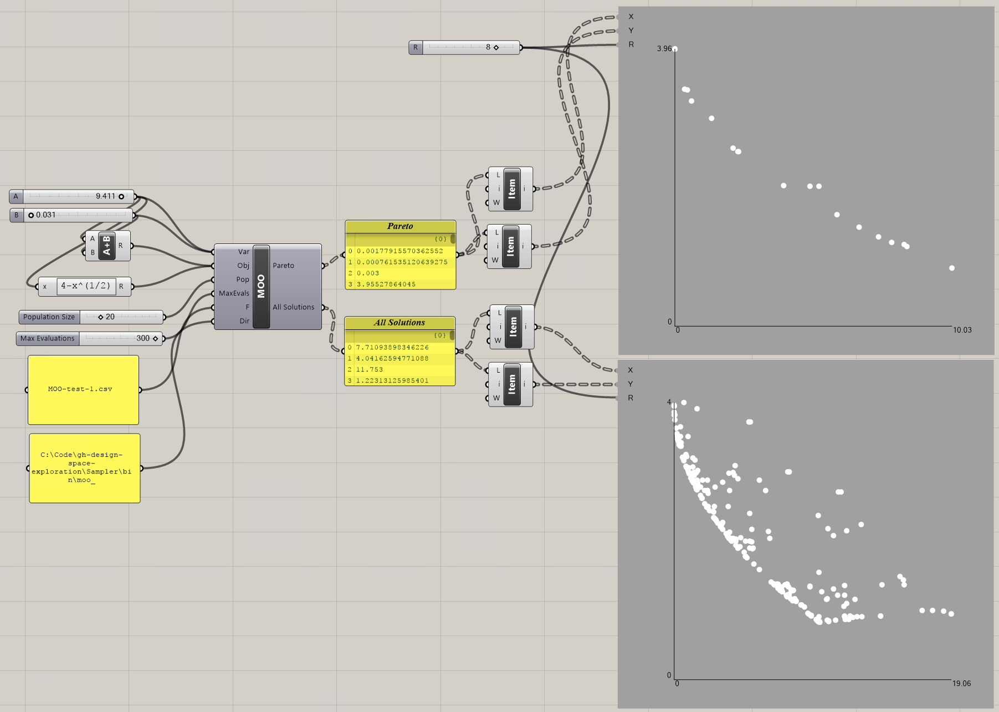 X
Y
R
R 8
3.96
0
0
10.03
A 9.411
B 0.031
A
B
A+B
R
x 4-x^(1/2) R
Population Size 20
Max Evaluations 300
MOO-test-1.csv
C:\Code\gh-design-
space-
exploration\Sampler\bi
n\moo_
Var
Obj
Pop
MaxEvals
F
Dir
MOO
Pareto
All Solutions
Pareto
{0}
0 0.00177915570362552
1 0.000761535120639275
2 0.003
3 3.95527864045
All Solutions
{0}
0 7.71093898346226
1 4.04162594771088
2 11.753
3 1.22313125985401
L
i
W
Item
i
L
i
W
Item
i
L
i
W
Item
i
L
i
W
Item
i
X
Y
R
4
0
0
19.06